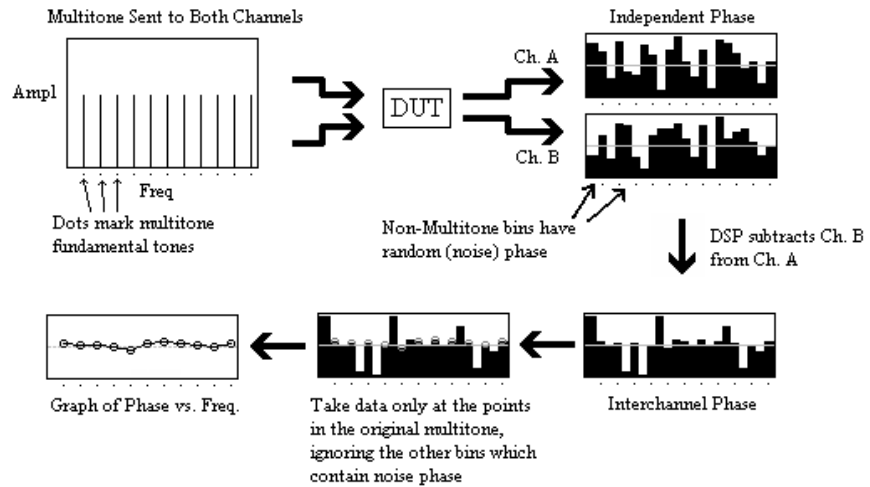 Multitone Sent to Both Channels
Independent Phase
Ampl
Ch. A
DUT
Ch. B
Freq
Dots mark multitone
fundamental tones
Non-Multitone bins have
random (noise) phase
DSP subtracts Ch. B
from Ch. A
Graph of Phase vs. Freq.
Take data only at the points
in the original multitone,
ignoring the other bins which
contain noise phase
Interchannel Phase